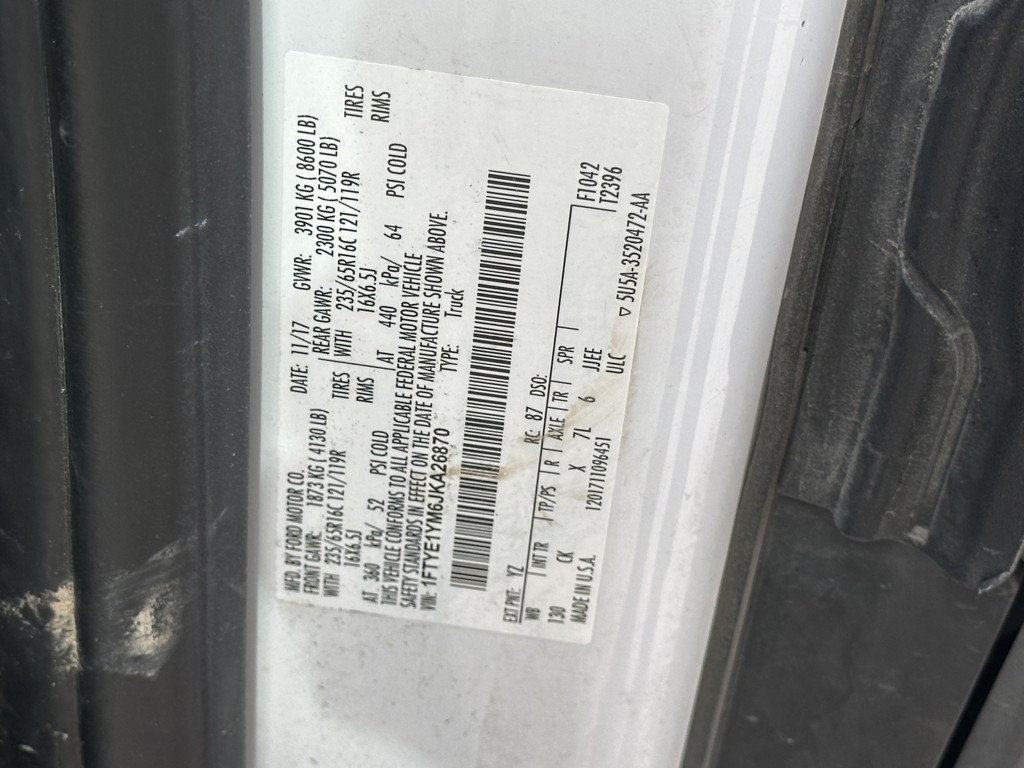 MFD. BY FORD MOTOR CO. DATE: 11/17 GVWR: 3901 KG ( 8600 LB)
FRONT GAWR: 1873 KG ( 4130 LB) REAR GAWR: 2300 KG ( 5070 LB)
WITH 235/65R16C 121/119R TIRES WITH 235/65R16C 121/119R TIRES
16X6.5J RIMS 16X6.5J RIMS
AT 360 kPa/ 52 PSI COLD AT 440 kPa/ 64 PSI COLD
THIS VEHICLE CONFORMS TO ALL APPLICABLE FEDERAL MOTOR VEHICLE
SAFETY STANDARDS IN EFFECT ON THE DATE OF MANUFACTURE SHOWN ABOVE.
VIN: 1FTYE1YM6JKA26870 TYPE: Truck
EXT PNT: YZ RC: 87 DSO:
WB INT TR TP/PS R AXLE TR SPR F1042
130 CK X 7L 6 JJEE TZ396
MADE IN U.S.A. 12017110964S1 ULC
▽ 5U5A-3520472-AA